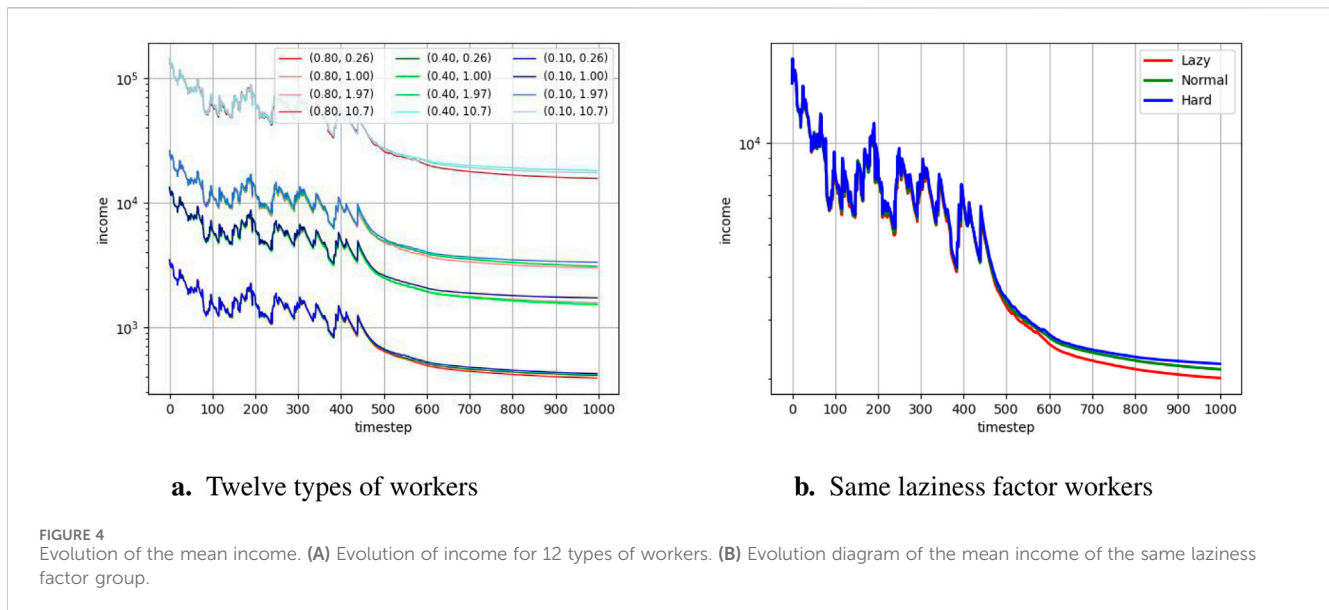 (0.80, 0.26)
(0.80, 1.00)
(0.80, 1.97)
(0.80, 10.7)
(0.40, 0.26)
(0.40, 1.00)
(0.40, 1.97)
(0.40, 10.7)
(0.10, 0.26)
(0.10, 1.00)
(0.10, 1.97)
(0.10, 10.7)
10⁵
10⁴
10³
income
0 100 200 300 400 500 600 700 800 900 1000
timestep
a. Twelve types of workers
Lazy
Normal
Hard
10⁴
income
0 100 200 300 400 500 600 700 800 900 1000
timestep
b. Same laziness factor workers
FIGURE 4
Evolution of the mean income. (A) Evolution of income for 12 types of workers. (B) Evolution diagram of the mean income of the same laziness
factor group.